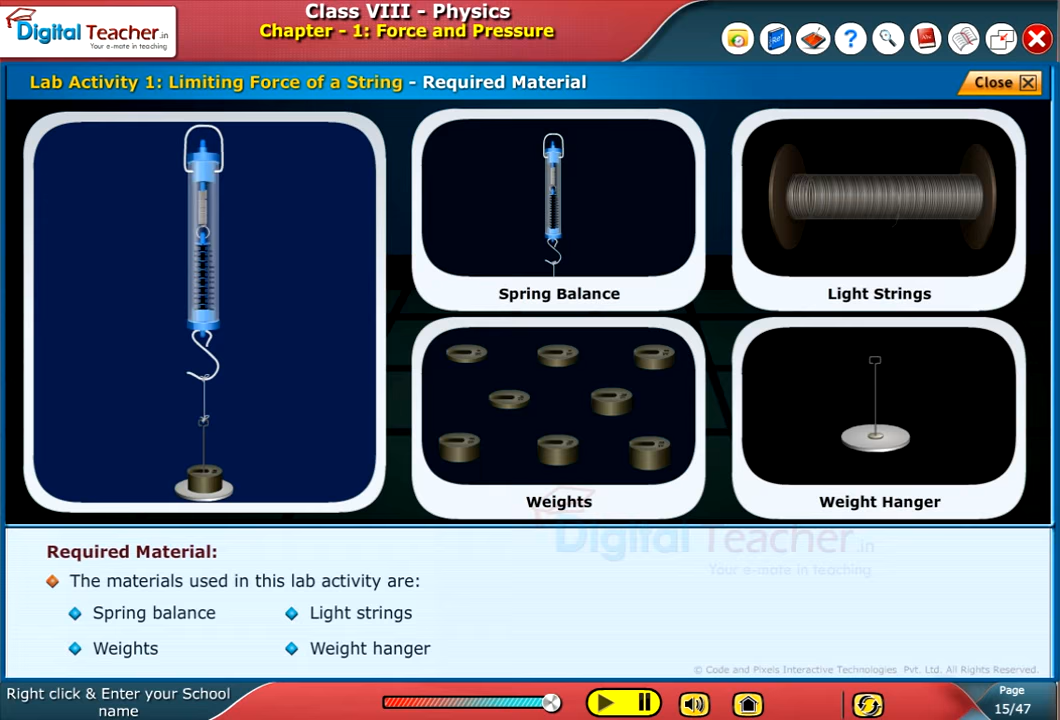 Digital Teacher.in
Your e-mate in teaching
Class VIII - Physics
Chapter - 1: Force and Pressure
Lab Activity 1: Limiting Force of a String - Required Material
Close
Spring Balance
Light Strings
Weights
Weight Hanger
Digital Teacher.in
Your e-mate in teaching
Required Material:
The materials used in this lab activity are:
Spring balance
Light strings
Weights
Weight hanger
© Code and Pixels Interactive Technologies Pvt. Ltd. All Rights Reserved.
Right click & Enter your School
name
Page
15/47